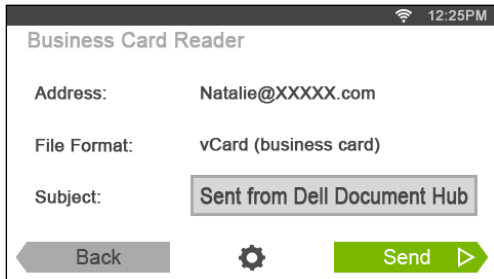 12:25PM
Business Card Reader
Address: Natalie@XXXXX.com
File Format: vCard (business card)
Subject: Sent from Dell Document Hub
Back Send